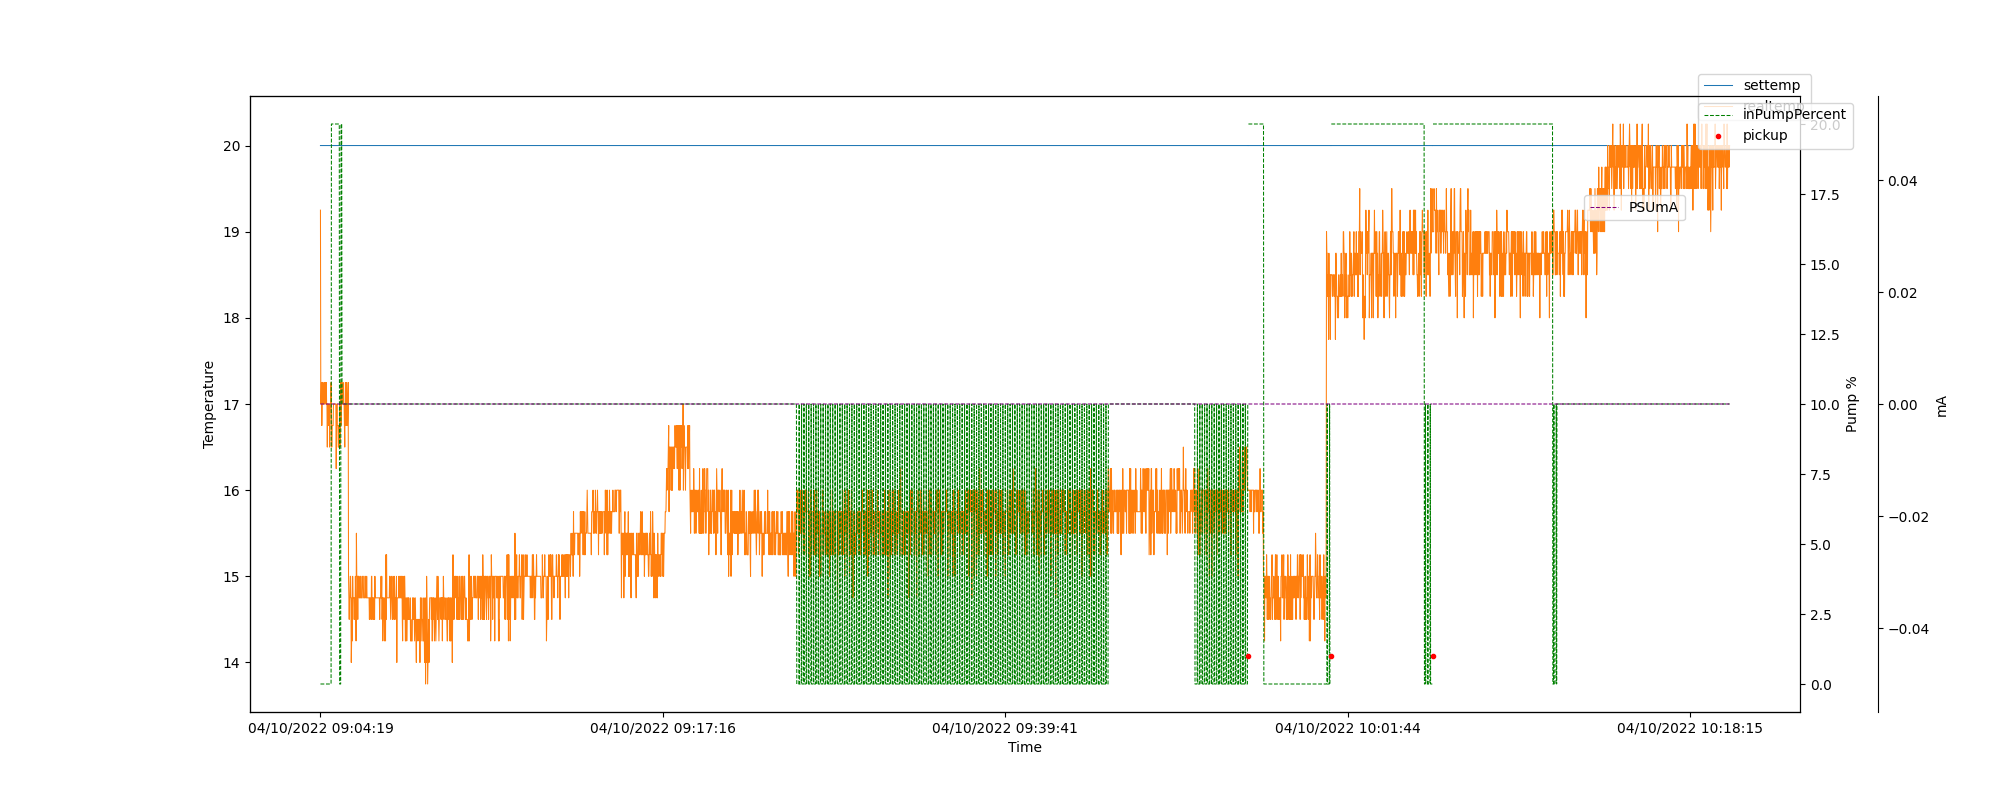 settemp
realtemp
inPumpPercent
pickup
PSUmA
20
19
18
17
16
15
14
Temperature
20.0
17.5
15.0
12.5
10.0
7.5
5.0
2.5
0.0
Pump %
0.04
0.02
0.00
−0.02
−0.04
mA
04/10/2022 09:04:19
04/10/2022 09:17:16
04/10/2022 09:39:41
04/10/2022 10:01:44
04/10/2022 10:18:15
Time